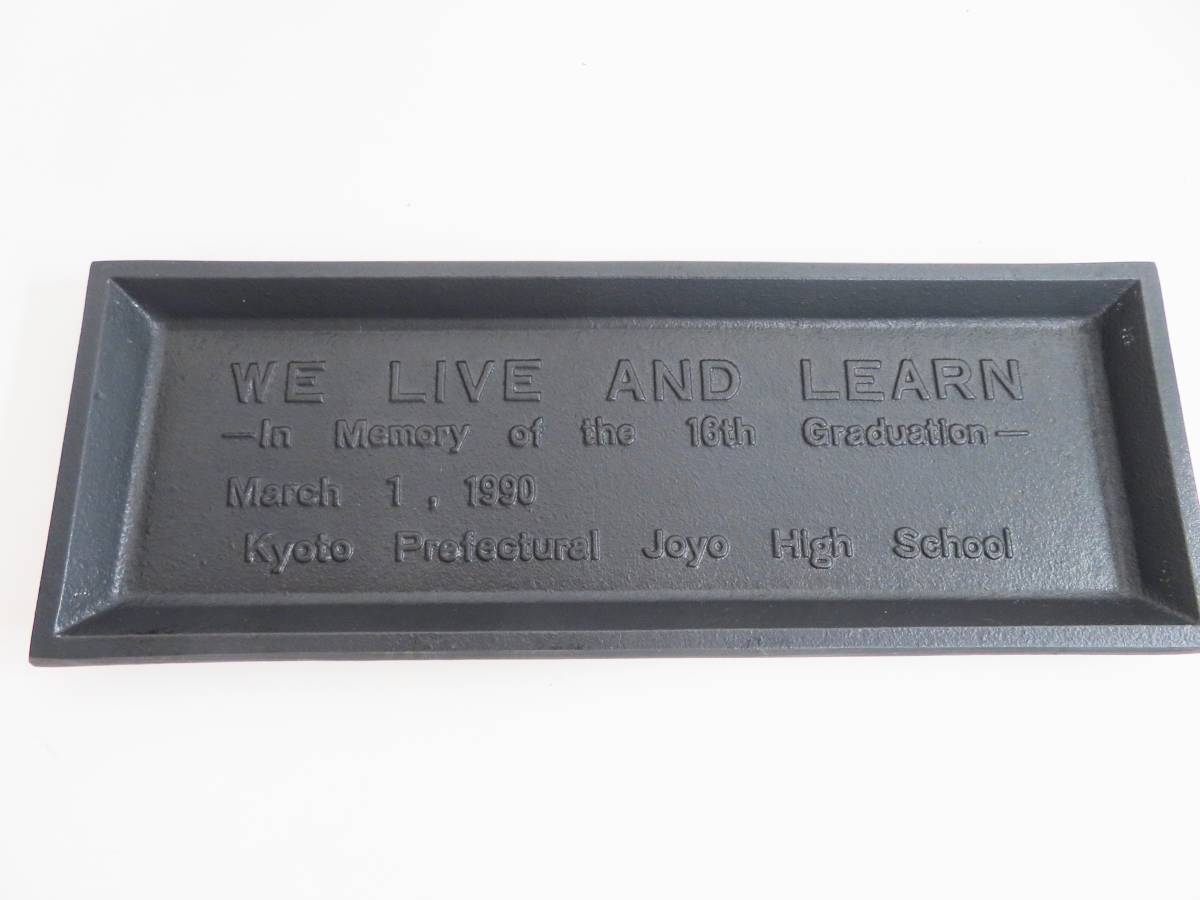 WE LIVE AND LEARN
—In Memory of the 16th Graduation—
March 1, 1990
Kyoto Prefectural Joyo High School